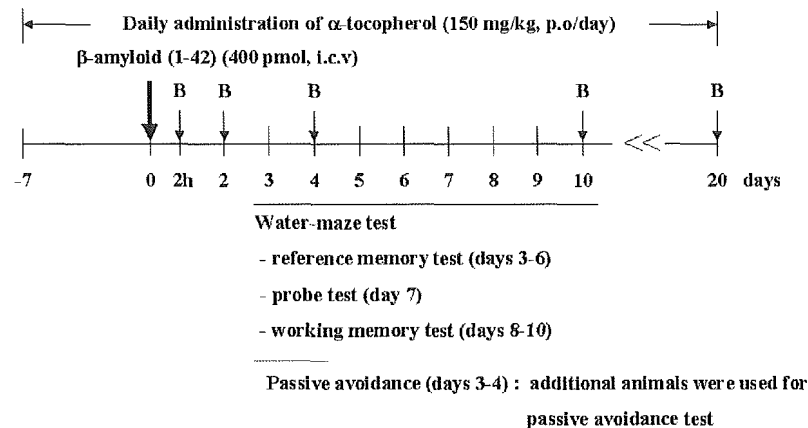 Daily administration of α-tocopherol (150 mg/kg, p.o/day)
β-amyloid (1-42) (400 pmol, i.c.v)
B B B B B
-7 0 2h 2 3 4 5 6 7 8 9 10 20 days
Water-maze test
- reference memory test (days 3-6)
- probe test (day 7)
- working memory test (days 8-10)
Passive avoidance (days 3-4) : additional animals were used for
passive avoidance test